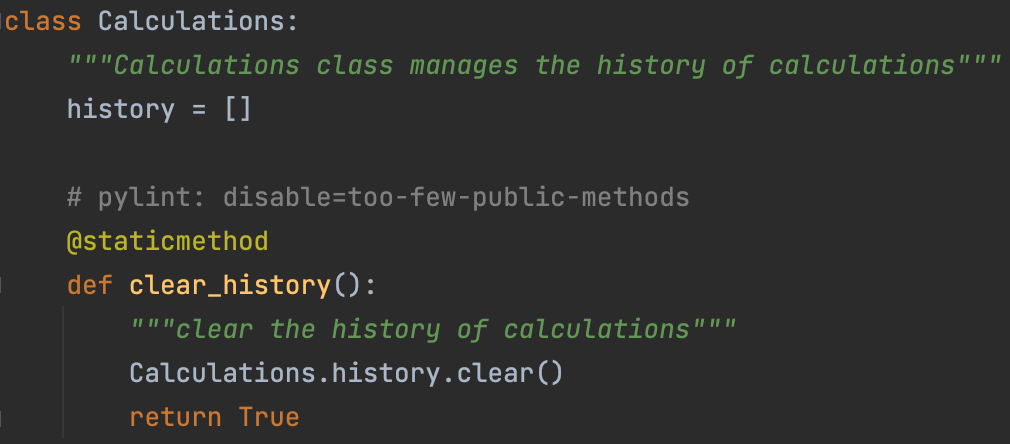 class Calculations:
    """Calculations class manages the history of calculations"""
    history = []

    # pylint: disable=too-few-public-methods
    @staticmethod
    def clear_history():
        """clear the history of calculations"""
        Calculations.history.clear()
        return True